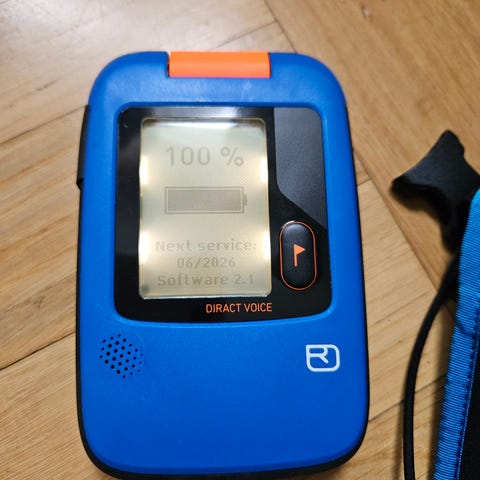 100 %
Next service:
06/2026
Software 2.1
DIRACT VOICE